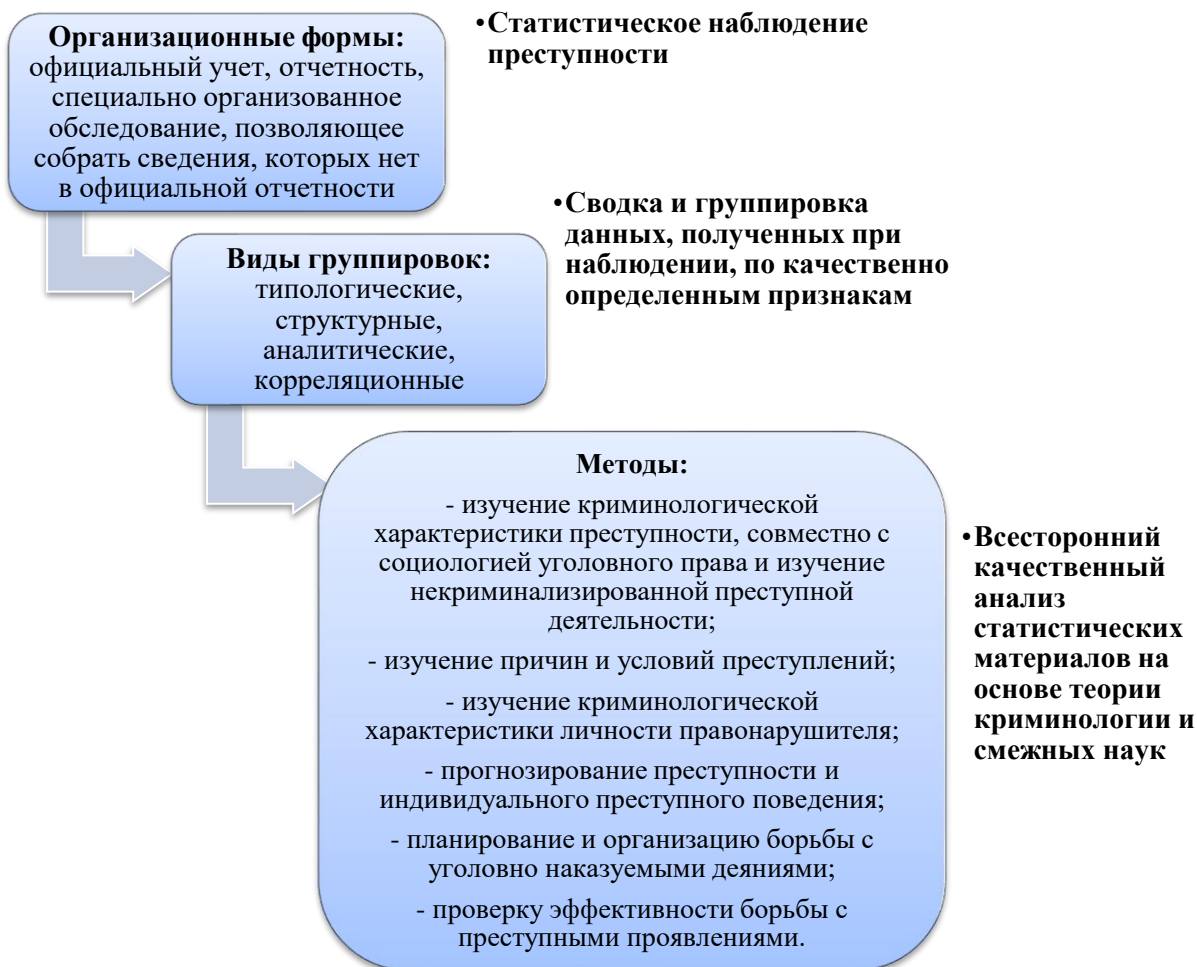 Организационные формы:
официальный учет, отчетность,
специально организованное
обследование, позволяющее
собрать сведения, которых нет
в официальной отчетности
•Статистическое наблюдение
преступности
Виды группировок:
типологические,
структурные,
аналитические,
корреляционные
•Сводка и группировка
данных, полученных при
наблюдении, по качественно
определенным признакам
Методы:
- изучение криминологической
характеристики преступности, совместно с
социологией уголовного права и изучение
некриминализированной преступной
деятельности;
- изучение причин и условий преступлений;
- изучение криминологической
характеристики личности правонарушителя;
- прогнозирование преступности и
индивидуального преступного поведения;
- планирование и организацию борьбы с
уголовно наказуемыми деяниями;
- проверку эффективности борьбы с
преступными проявлениями.
•Всесторонний
качественный
анализ
статистических
материалов на
основе теории
криминологии и
смежных наук